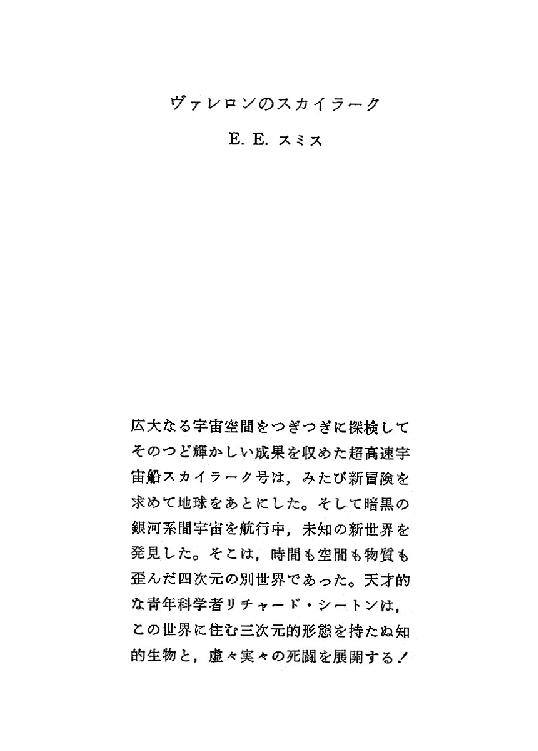 ヴァレロンのスカイラーク
E. E. スミス
広大なる宇宙空間をつぎつぎに探検して
そのつど輝かしい成果を収めた超高速宇
宙船スカイラーク号は，みたび新冒険を
求めて地球をあとにした。そして暗黒の
銀河系間宇宙を航行中，未知の新世界を
発見した。そこは，時間も空間も物質も
歪んだ四次元の別世界であった。天才的
な青年科学者リチャード・シートンは，
この世界に住む三次元的形態を持たぬ知
的生物と，虚々実々の死闘を展開する！